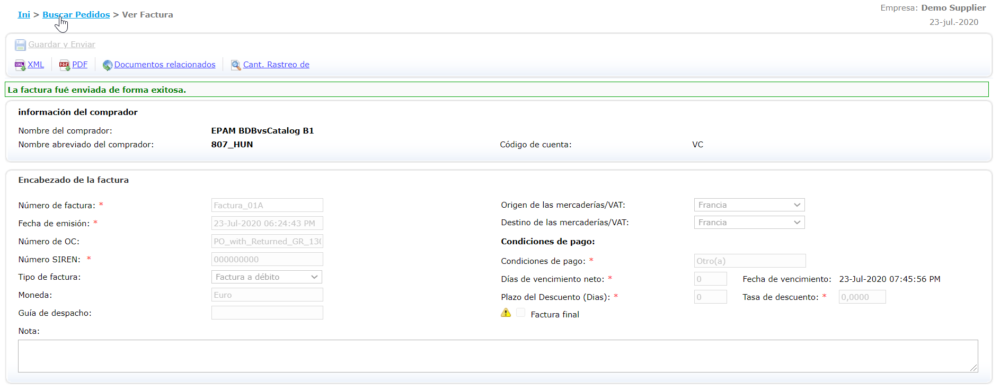 Ini > Buscar Pedidos > Ver Factura
Empresa: Demo Supplier
23-jul.-2020
Guardar y Enviar
XML PDF Documentos relacionados Cant. Rastreo de
La factura fué enviada de forma exitosa.
información del comprador
Nombre del comprador: EPAM BDBvsCatalog B1
Nombre abreviado del comprador: 807_HUN Código de cuenta: VC
Encabezado de la factura
Número de factura: * Factura_01A Origen de las mercaderías/VAT: Francia
Fecha de emisión: * 23-Jul-2020 06:24:43 PM Destino de las mercaderías/VAT: Francia
Número de OC: PO_with_Returned_GR_130 Condiciones de pago:
Número SIREN: * 000000000 Condiciones de pago: * Otro(a)
Tipo de factura: Factura a débito Días de vencimiento neto: * 0 Fecha de vencimiento: 23-Jul-2020 07:45:56 PM
Moneda: Euro Plazo del Descuento (Dias): * 0 Tasa de descuento: * 0,0000
Guía de despacho: Factura final
Nota: